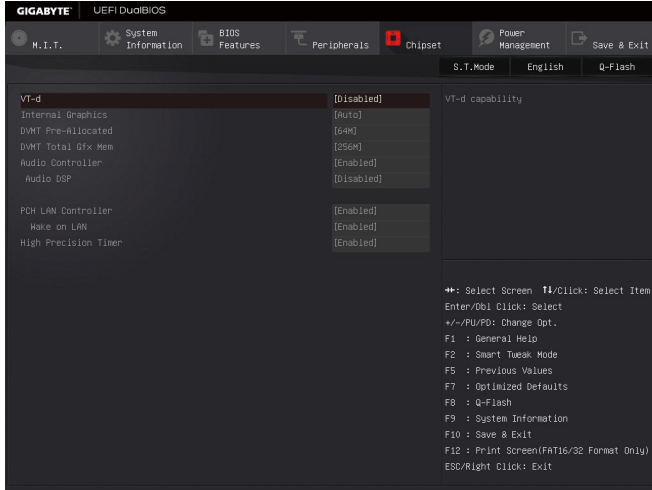 GIGABYTE™ UEFI DualBIOS
M.I.T. System Information BIOS Features Peripherals Chipset Power Management Save & Exit
S.T.Mode English Q-Flash
VT-d [Disabled] VT-d capability
Internal Graphics [Auto]
DVMT Pre-Allocated [64M]
DVMT Total Gfx Mem [256M]
Audio Controller [Enabled]
Audio DSP [Disabled]
PCH LAN Controller [Enabled]
Wake on LAN [Enabled]
High Precision Timer [Enabled]
→←: Select Screen ↑↓/Click: Select Item
Enter/Dbl Click: Select
+/-/PU/PD: Change Opt.
F1 : General Help
F2 : Smart Tweak Mode
F5 : Previous Values
F7 : Optimized Defaults
F8 : Q-Flash
F9 : System Information
F10 : Save & Exit
F12 : Print Screen(FAT16/32 Format Only)
ESC/Right Click: Exit